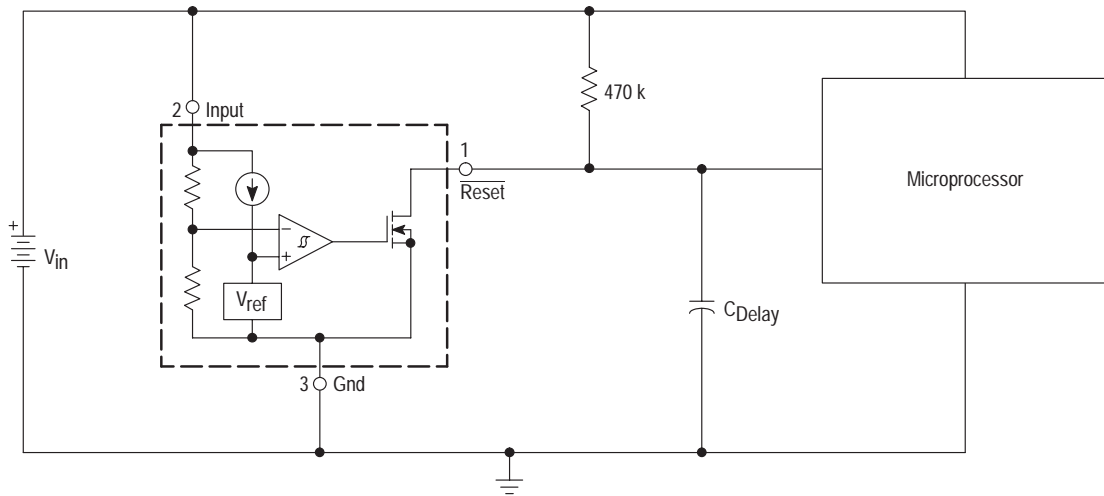 470 k
2 Input
1
Reset
Microprocessor
+
Vin
−
+
Vref
CDelay
3 Gnd